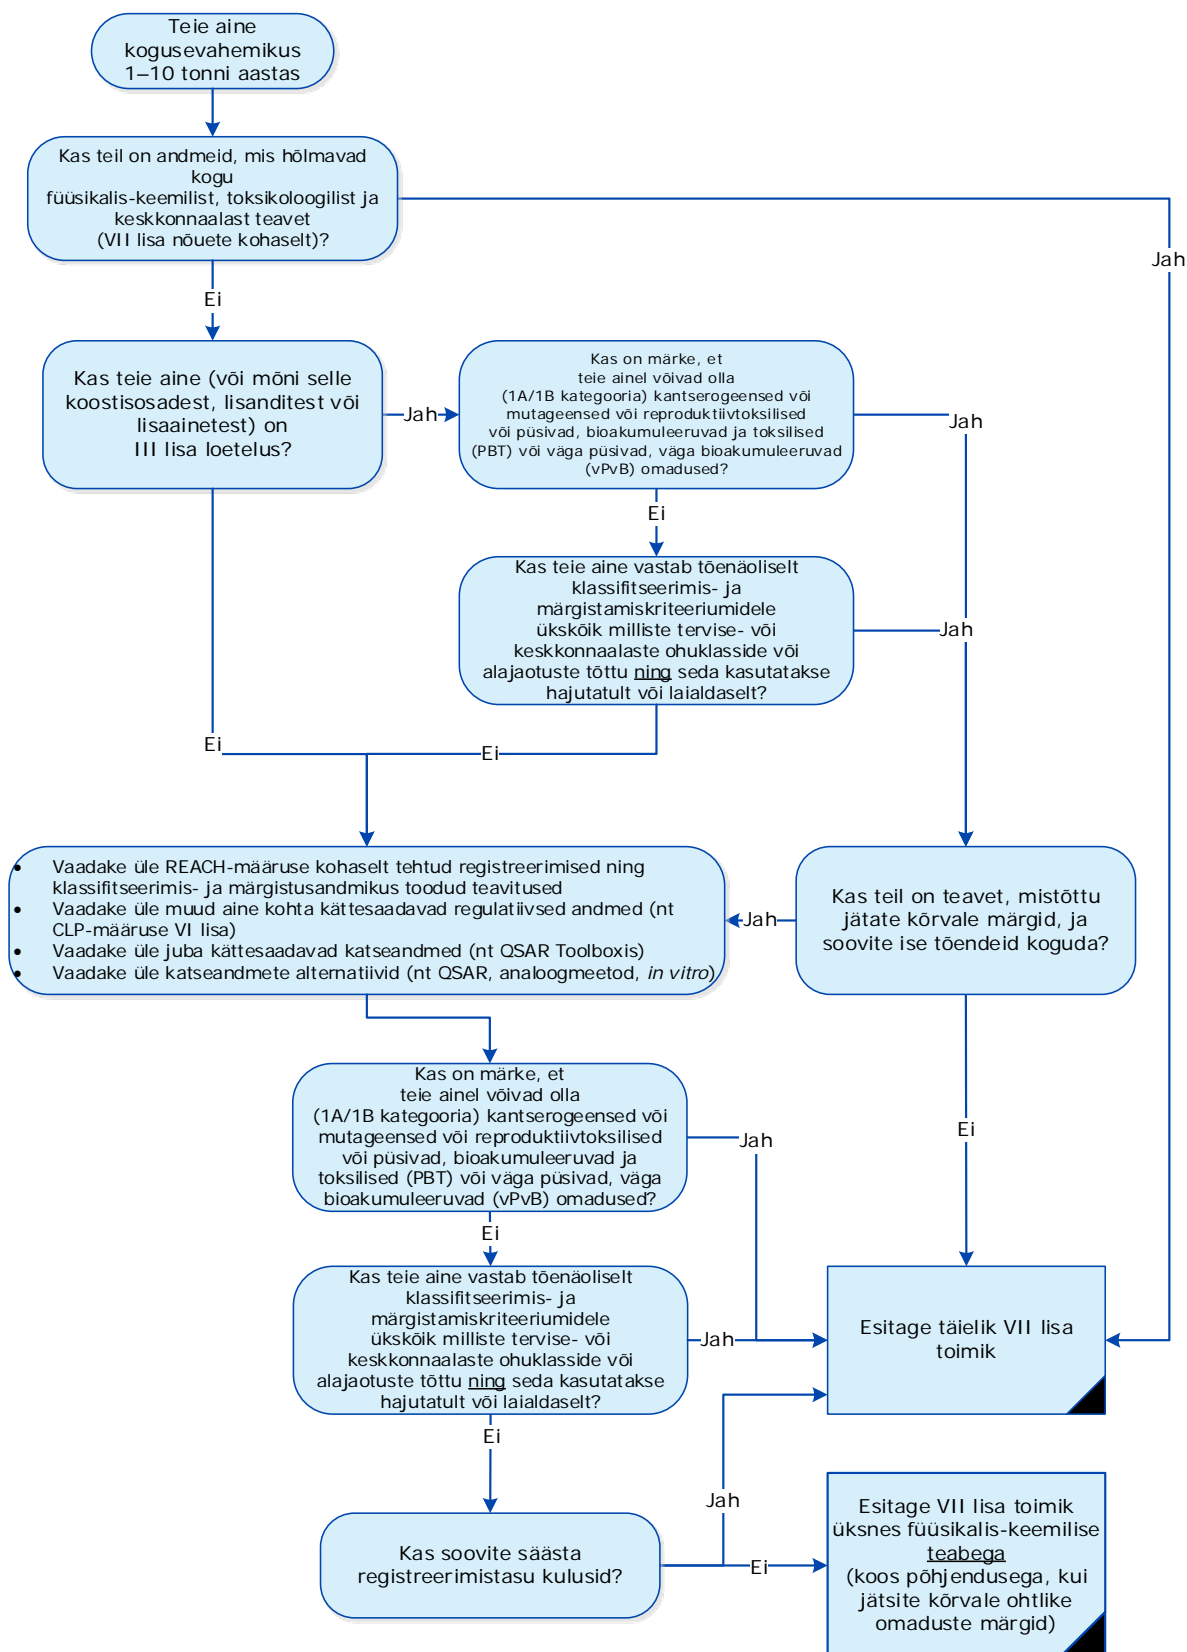 Teie aine
kogusevahemikus
1–10 tonni aastas
Kas teil on andmeid, mis hõlmavad
kogu
füüsikalis-keemilist, toksikoloogilist ja
keskkonnaalast teavet
(VII lisa nõuete kohaselt)?
Jah
Ei
Kas teie aine (või mõni selle
koostisosadest, lisanditest või
lisaainetest) on
III lisa loetelus?
Jah
Kas on märke, et
teie ainel võivad olla
(1A/1B kategooria) kantserogeensed või
mutageensed või reproduktiivtoksilised
või püsivad, bioakumuleeruvad ja toksilised
(PBT) või väga püsivad, väga bioakumuleeruvad
(vPvB) omadused?
Jah
Ei
Kas teie aine vastab tõenäoliselt
klassifitseerimis- ja
märgistamiskriteeriumidele
ükskõik milliste tervise- või
keskkonnaalaste ohuklasside või
alajaotuste tõttu ning seda kasutatakse
hajutatult või laialdaselt?
Jah
Ei
Ei
• Vaadake üle REACH-määruse kohaselt tehtud registreerimised ning
klassifitseerimis- ja märgistusandmikus toodud teavitused
• Vaadake üle muud aine kohta kättesaadavad regulatiivsed andmed (nt
CLP-määruse VI lisa)
• Vaadake üle juba kättesaadavad katseandmed (nt QSAR Toolboxis)
• Vaadake üle katseandmete alternatiivid (nt QSAR, analoogmeetod, in vitro)
Jah
Kas teil on teavet, mistõttu
jätate kõrvale märgid, ja
soovite ise tõendeid koguda?
Ei
Kas on märke, et
teie ainel võivad olla
(1A/1B kategooria) kantserogeensed või
mutageensed või reproduktiivtoksilised
või püsivad, bioakumuleeruvad ja
toksilised (PBT) või väga püsivad, väga
bioakumuleeruvad (vPvB) omadused?
Jah
Ei
Kas teie aine vastab tõenäoliselt
klassifitseerimis- ja
märgistamiskriteeriumidele
ükskõik milliste tervise- või
keskkonnaalaste ohuklasside või
alajaotuste tõttu ning seda kasutatakse
hajutatult või laialdaselt?
Jah
Esitage täielik VII lisa
toimik
Ei
Kas soovite säästa
registreerimistasu kulusid?
Jah
Ei
Esitage VII lisa toimik
üksnes füüsikalis-keemilise
teabega
(koos põhjendusega, kui
jätsite kõrvale ohtlike
omaduste märgid)